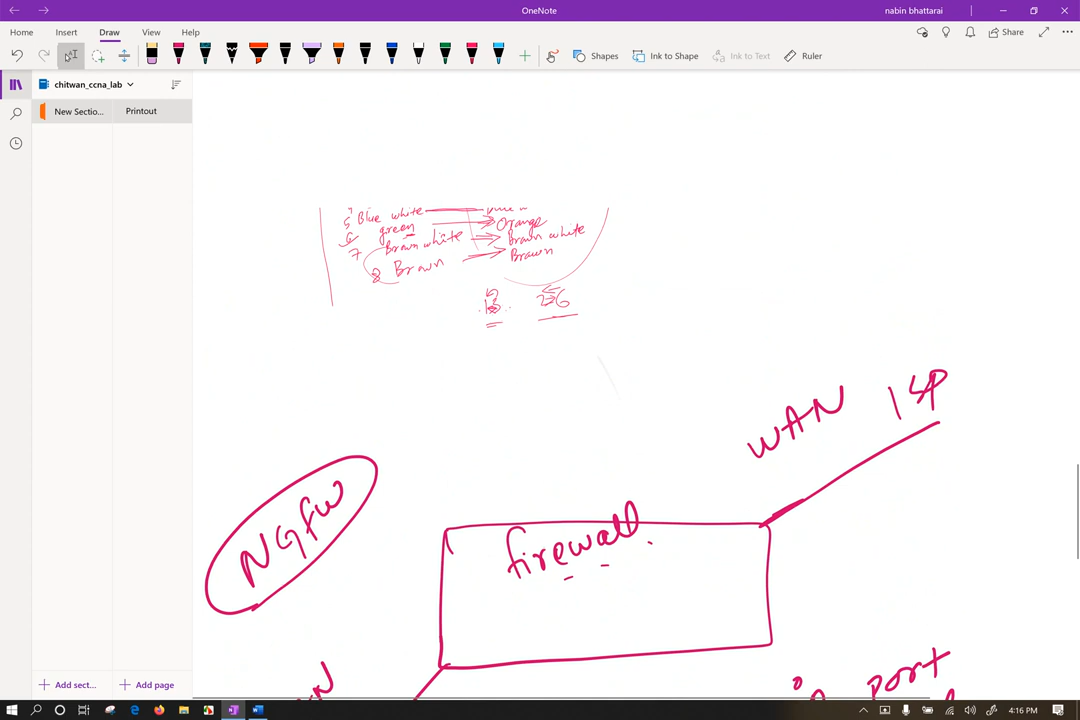 OneNote
nabin bhattarai
Home Insert Draw View Help
Share
Shapes Ink to Shape Ink to Text Ruler
chitwan_ccna_lab
New Sectio... Printout
5 Blue white
6 green Orange
7 Brown white Brown white
8 Brown Brown
WAN ISP
NGfw
firewall
port
Add sect... Add page
4:16 PM